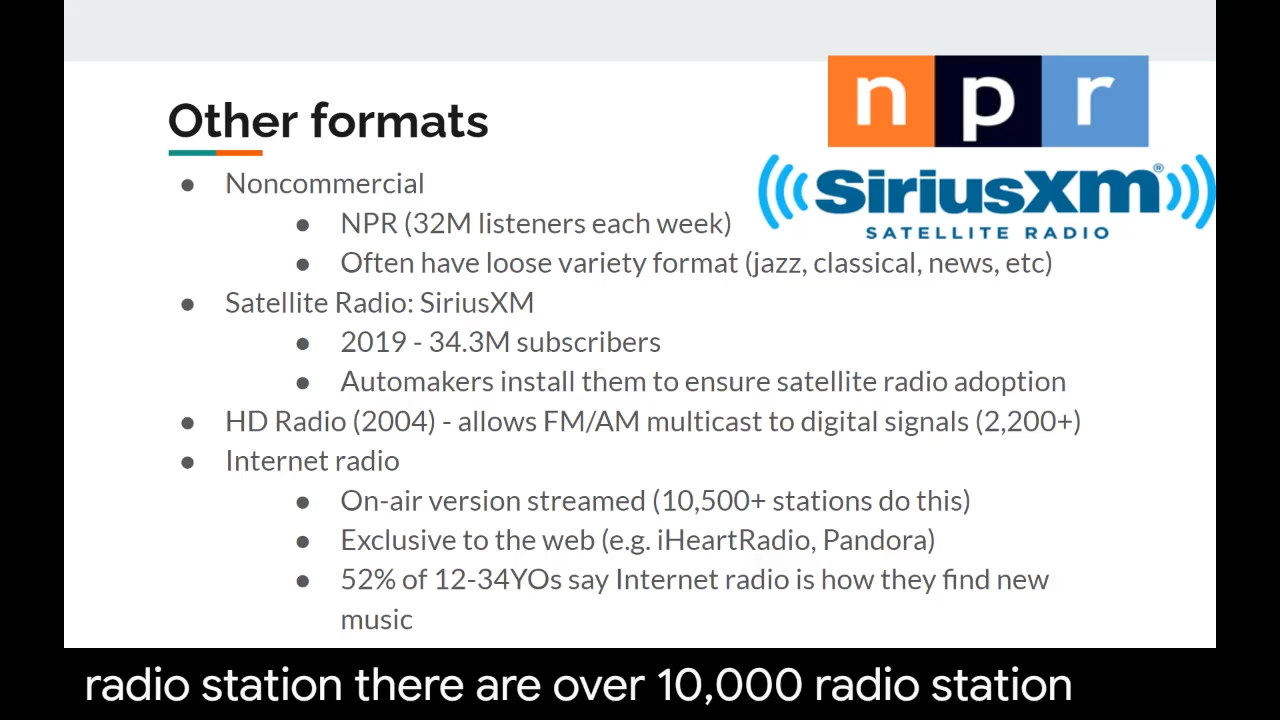 npr
Other formats
SiriusXm®
SATELLITE RADIO
● Noncommercial
● NPR (32M listeners each week)
● Often have loose variety format (jazz, classical, news, etc)
● Satellite Radio: SiriusXM
● 2019 - 34.3M subscribers
● Automakers install them to ensure satellite radio adoption
● HD Radio (2004) - allows FM/AM multicast to digital signals (2,200+)
● Internet radio
● On-air version streamed (10,500+ stations do this)
● Exclusive to the web (e.g. iHeartRadio, Pandora)
● 52% of 12-34YOs say Internet radio is how they find new
music
radio station there are over 10,000 radio station